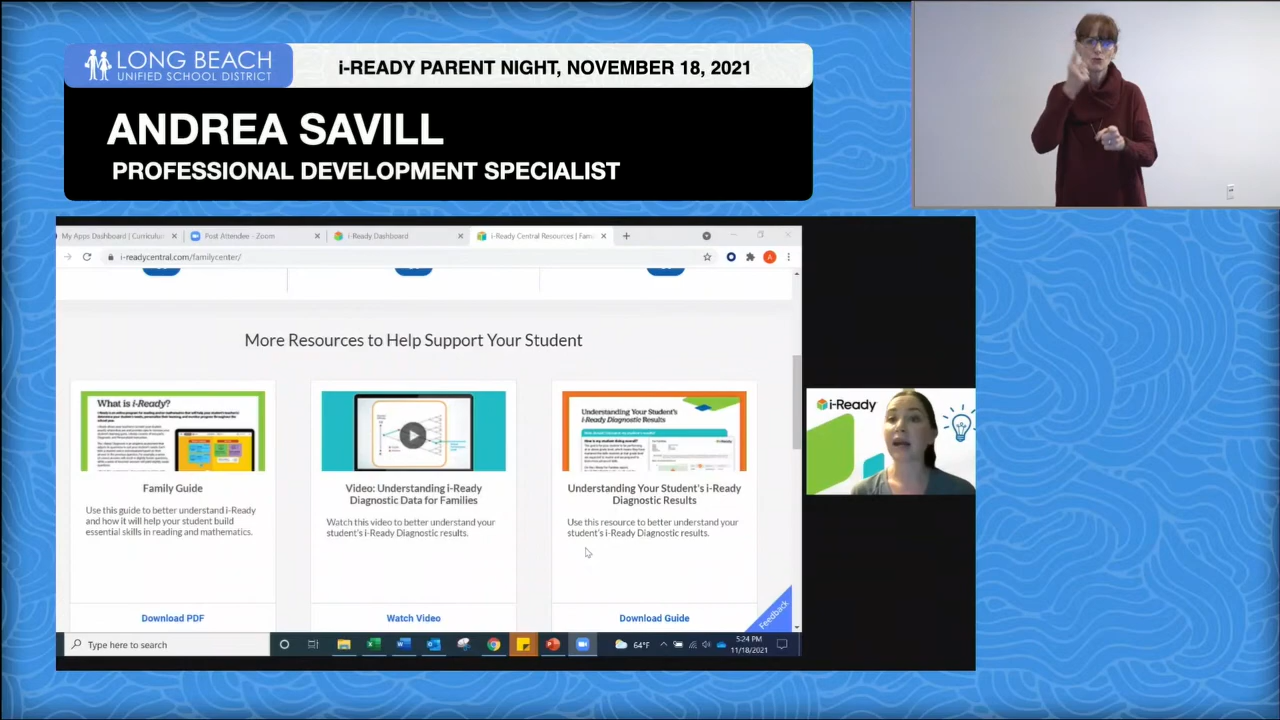 LONG BEACH
UNIFIED SCHOOL DISTRICT
i-READY PARENT NIGHT, NOVEMBER 18, 2021
ANDREA SAVILL
PROFESSIONAL DEVELOPMENT SPECIALIST
My Apps Dashboard | Curriculum
Post Attendee - Zoom
i-Ready Dashboard
i-Ready Central Resources | Fam
i-readycentral.com/familycenter/
A
More Resources to Help Support Your Student
What is i-Ready?
Understanding Your Student's
i-Ready Diagnostic Results
Family Guide
Use this guide to better understand i-Ready
and how it will help your student build
essential skills in reading and mathematics.
Download PDF
Video: Understanding i-Ready
Diagnostic Data for Families
Watch this video to better understand your
student's i-Ready Diagnostic results.
Watch Video
Understanding Your Student's i-Ready
Diagnostic Results
Use this resource to better understand your
student's i-Ready Diagnostic results.
Download Guide
Feedback
i-Ready
Type here to search
64°F
5:24 PM
11/18/2021